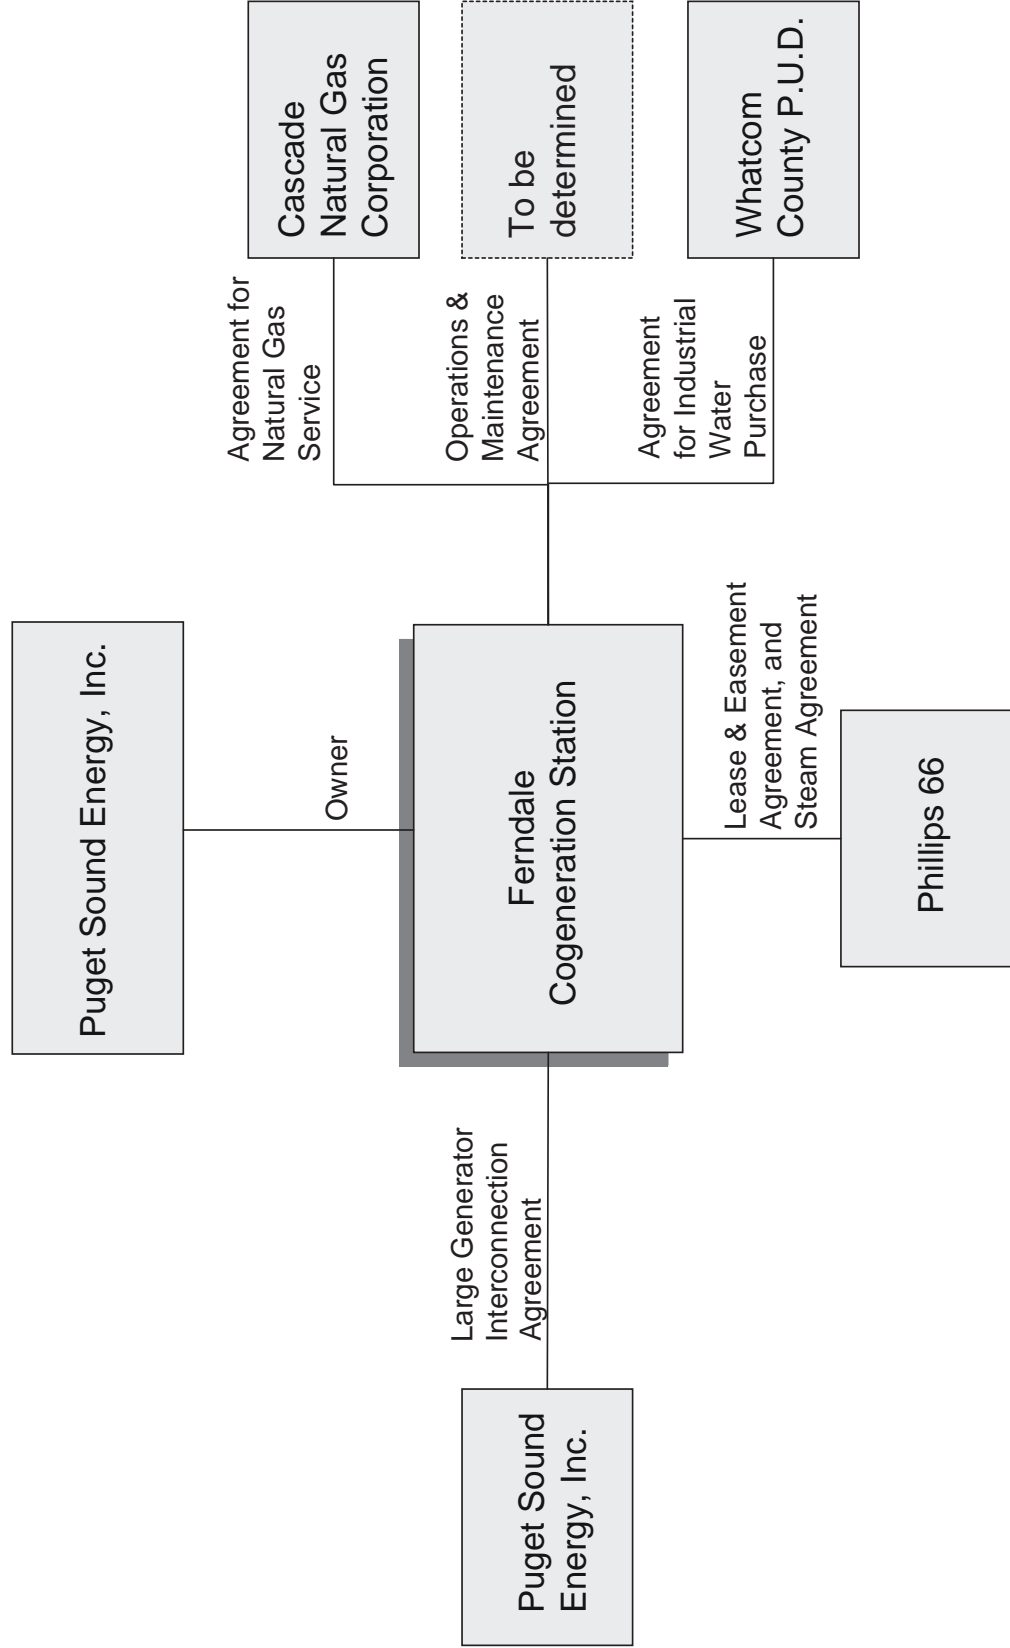 Puget Sound Energy, Inc.
Owner
Puget Sound
Energy, Inc.
Large Generator
Interconnection
Agreement
Ferndale
Cogeneration Station
Agreement for
Natural Gas
Service
Cascade
Natural Gas
Corporation
Operations &
Maintenance
Agreement
To be
determined
Agreement
for Industrial
Water
Purchase
Whatcom
County P.U.D.
Lease & Easement
Agreement, and
Steam Agreement
Phillips 66